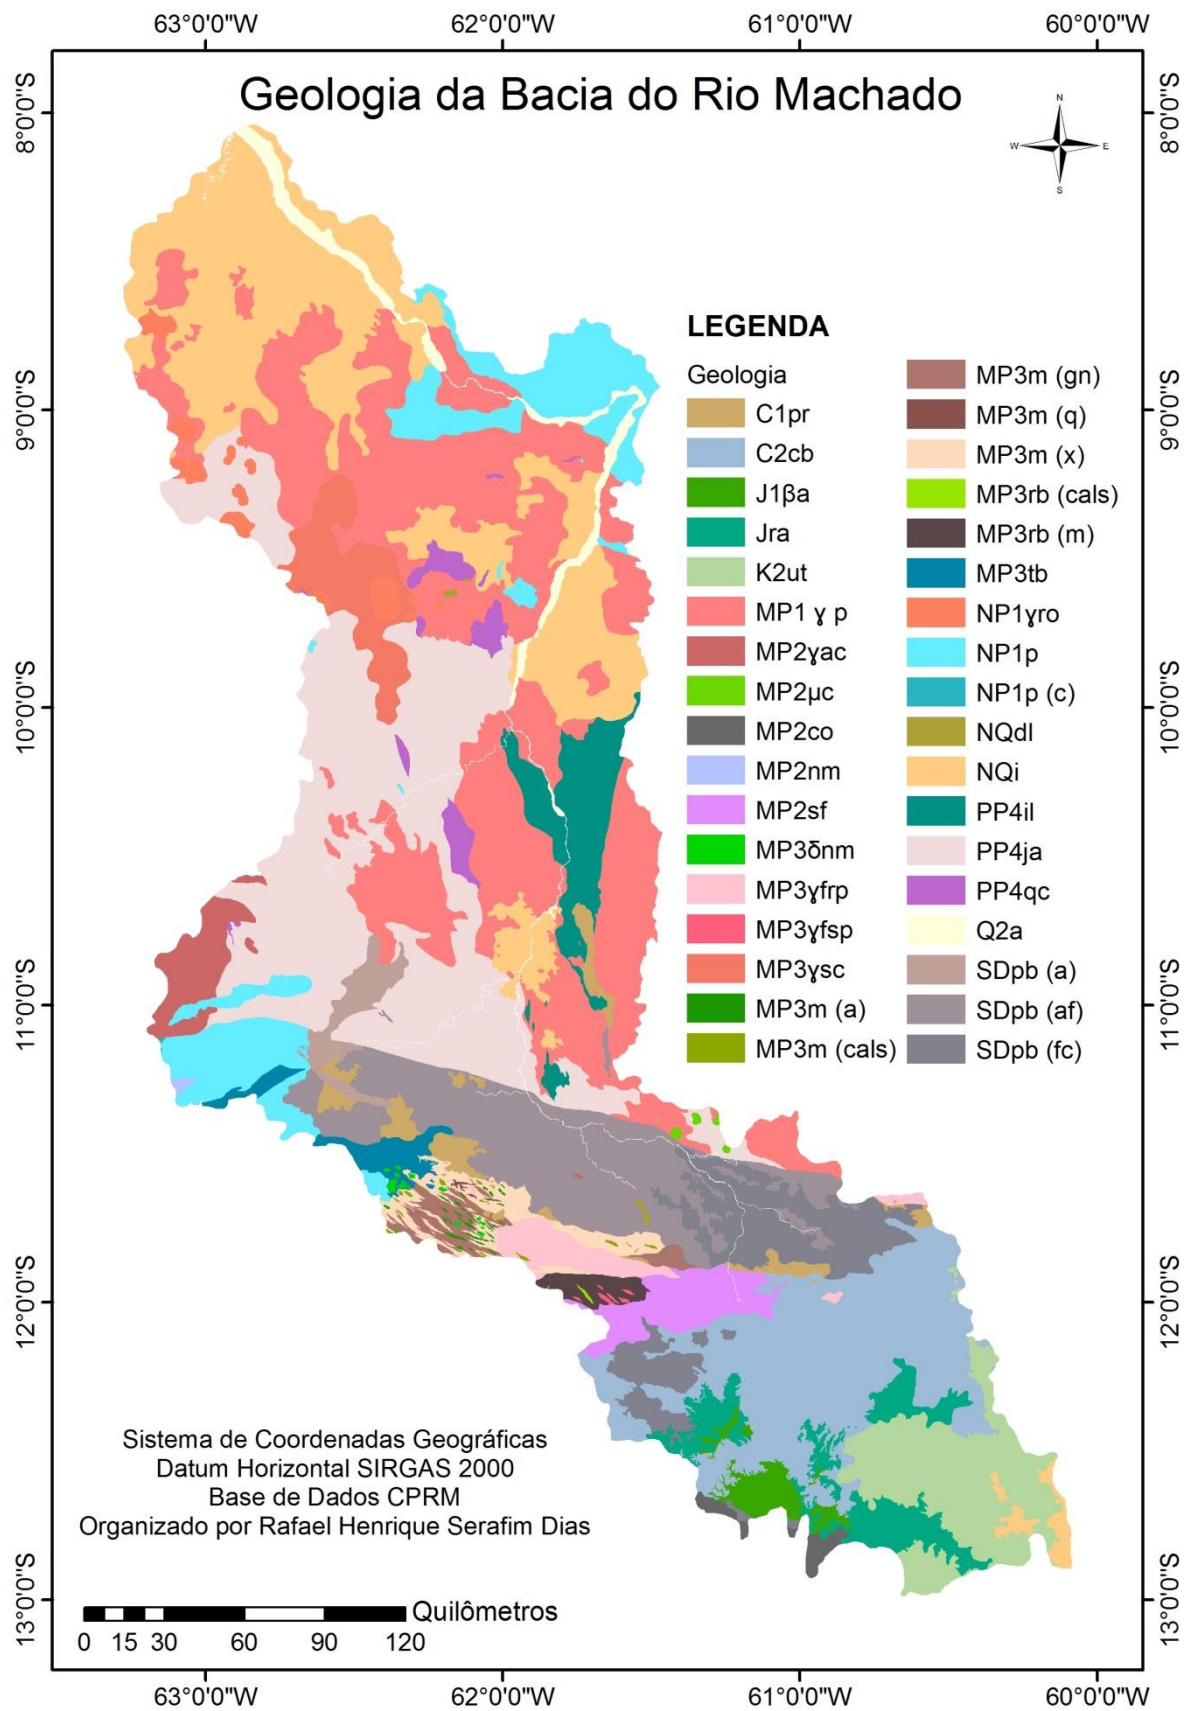 63°0'0"W 62°0'0"W 61°0'0"W 60°0'0"W
Geologia da Bacia do Rio Machado
N
W E
S
8°0'0"S 8°0'0"S
9°0'0"S 9°0'0"S
10°0'0"S 10°0'0"S
11°0'0"S 11°0'0"S
12°0'0"S 12°0'0"S
13°0'0"S 13°0'0"S
LEGENDA
Geologia
C1pr
C2cb
J1βa
Jra
K2ut
MP1 ɣ p
MP2ɣac
MP2µc
MP2co
MP2nm
MP2sf
MP3δnm
MP3ɣfrp
MP3ɣfsp
MP3ɣsc
MP3m (a)
MP3m (cals)
MP3m (gn)
MP3m (q)
MP3m (x)
MP3rb (cals)
MP3rb (m)
MP3tb
NP1ɣro
NP1p
NP1p (c)
NQdl
NQi
PP4il
PP4ja
PP4qc
Q2a
SDpb (a)
SDpb (af)
SDpb (fc)
Sistema de Coordenadas Geográficas
Datum Horizontal SIRGAS 2000
Base de Dados CPRM
Organizado por Rafael Henrique Serafim Dias
Quilômetros
0 15 30 60 90 120
63°0'0"W 62°0'0"W 61°0'0"W 60°0'0"W